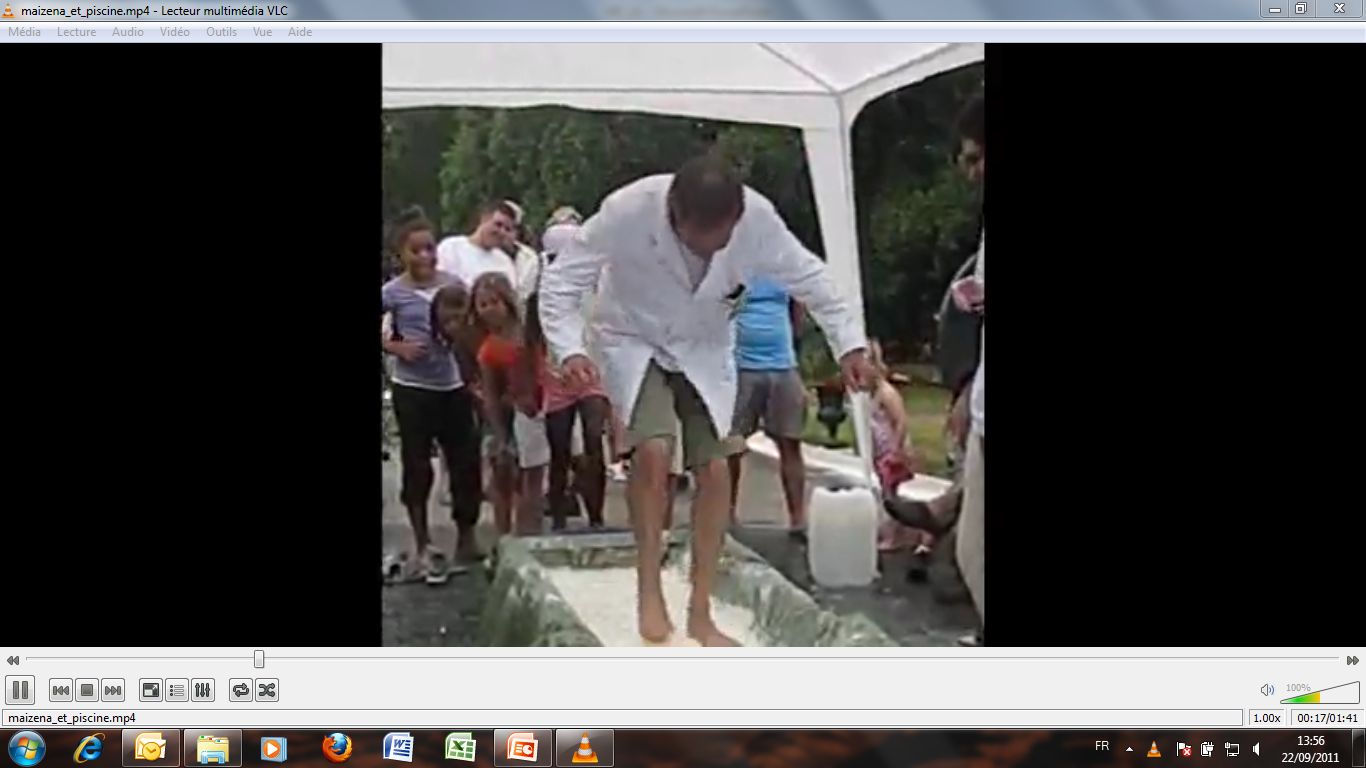 maizena_et_piscine.mp4 - Lecteur multimédia VLC
Média Lecture Audio Vidéo Outils Vue Aide
100%
maizena_et_piscine.mp4 1.00x 00:17/01:41
FR 13:56
22/09/2011